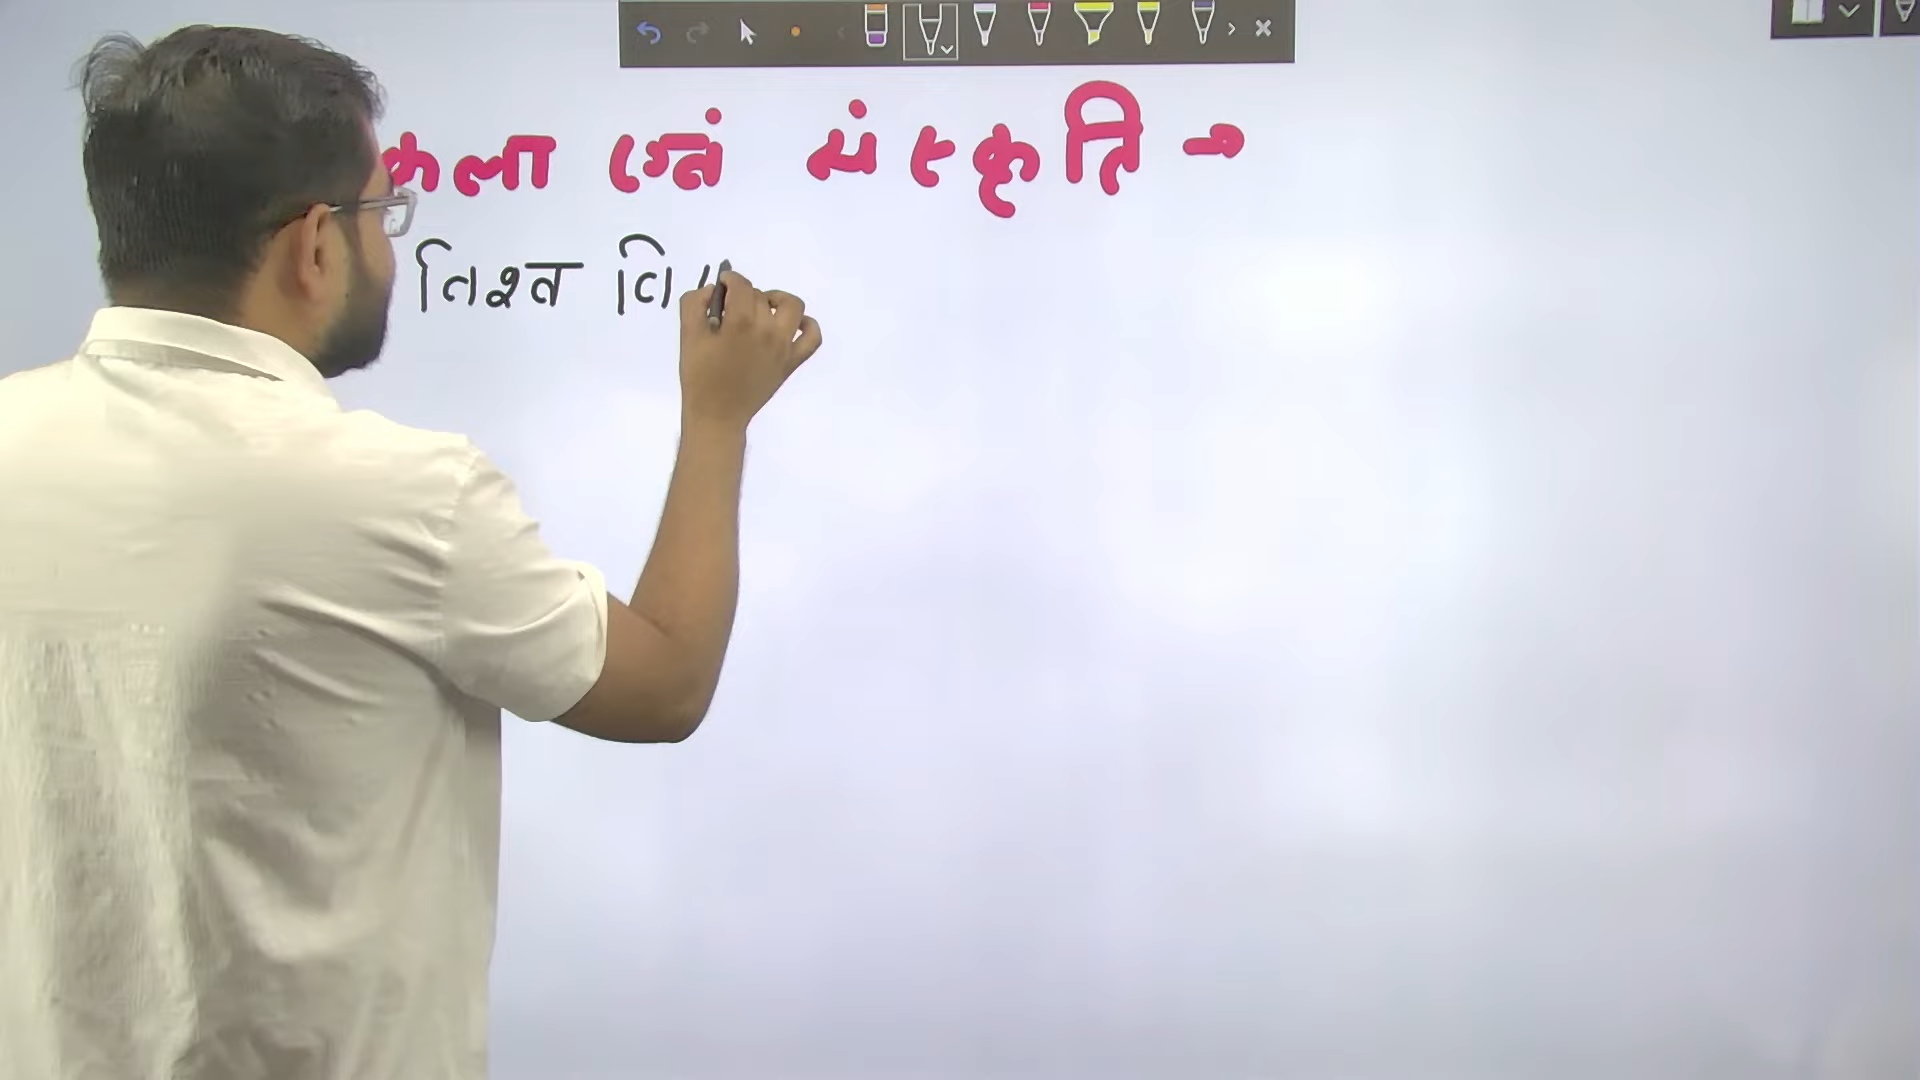 कला एवं संस्कृति →
विश्व वि